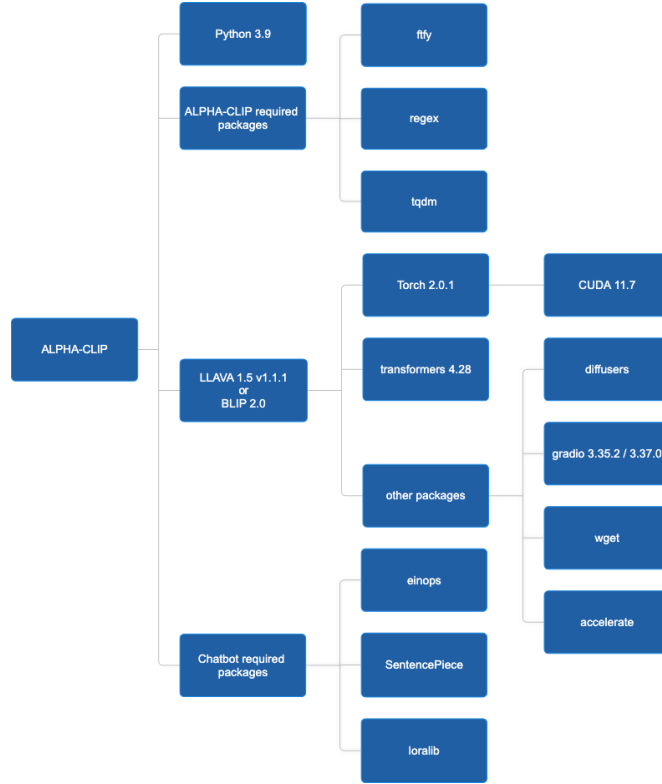 Python 3.9
ftfy
ALPHA-CLIP required
packages
regex
tqdm
Torch 2.0.1
CUDA 11.7
ALPHA-CLIP
LLAVA 1.5 v1.1.1
or
BLIP 2.0
transformers 4.28
diffusers
gradio 3.35.2 / 3.37.0
other packages
wget
einops
accelerate
Chatbot required
packages
SentencePiece
loralib